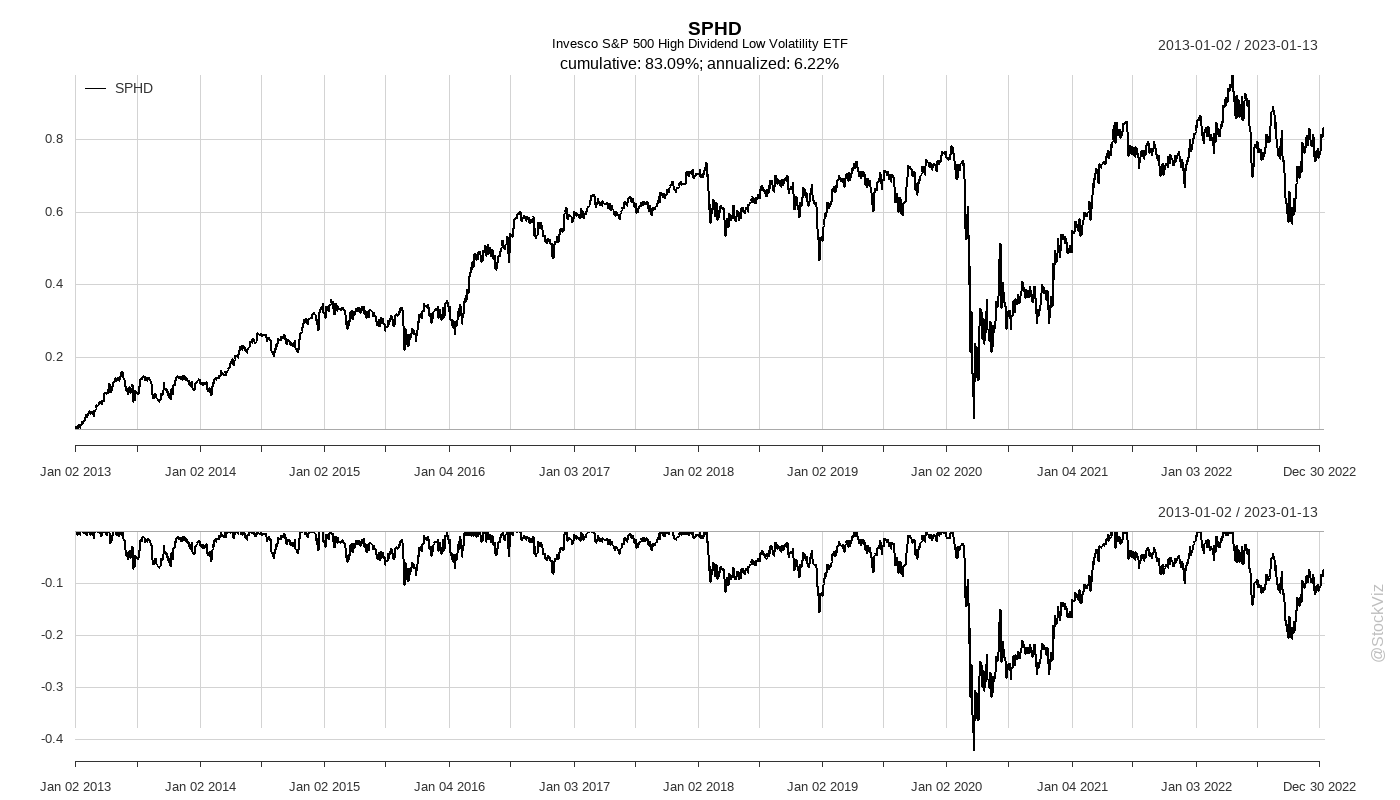 SPHD
Invesco S&P 500 High Dividend Low Volatility ETF
cumulative: 83.09%; annualized: 6.22%
2013-01-02 / 2023-01-13
SPHD
0.8
0.6
0.4
0.2
Jan 02 2013 Jan 02 2014 Jan 02 2015 Jan 04 2016 Jan 03 2017 Jan 02 2018 Jan 02 2019 Jan 02 2020 Jan 04 2021 Jan 03 2022 Dec 30 2022
2013-01-02 / 2023-01-13
-0.1
-0.2
-0.3
-0.4
Jan 02 2013 Jan 02 2014 Jan 02 2015 Jan 04 2016 Jan 03 2017 Jan 02 2018 Jan 02 2019 Jan 02 2020 Jan 04 2021 Jan 03 2022 Dec 30 2022
@StockViz